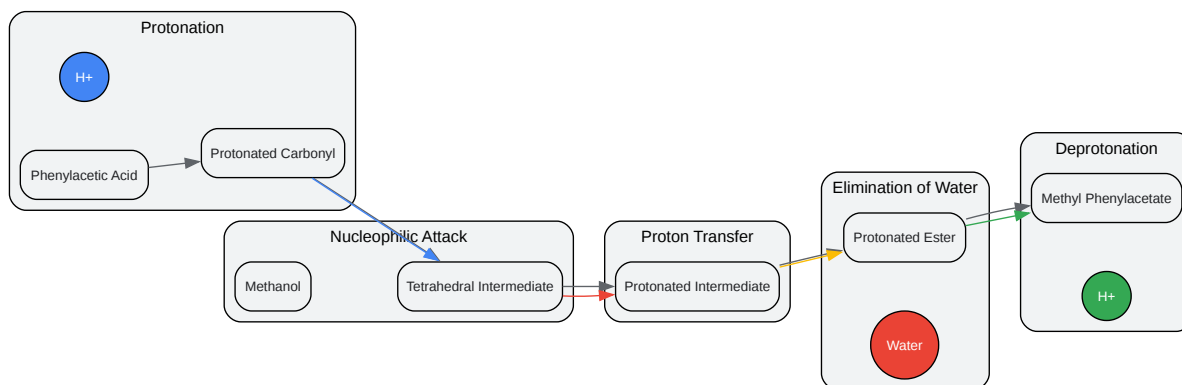 Protonation
H+
Phenylacetic Acid
Protonated Carbonyl
Nucleophilic Attack
Methanol
Tetrahedral Intermediate
Proton Transfer
Protonated Intermediate
Elimination of Water
Protonated Ester
Water
Deprotonation
Methyl Phenylacetate
H+